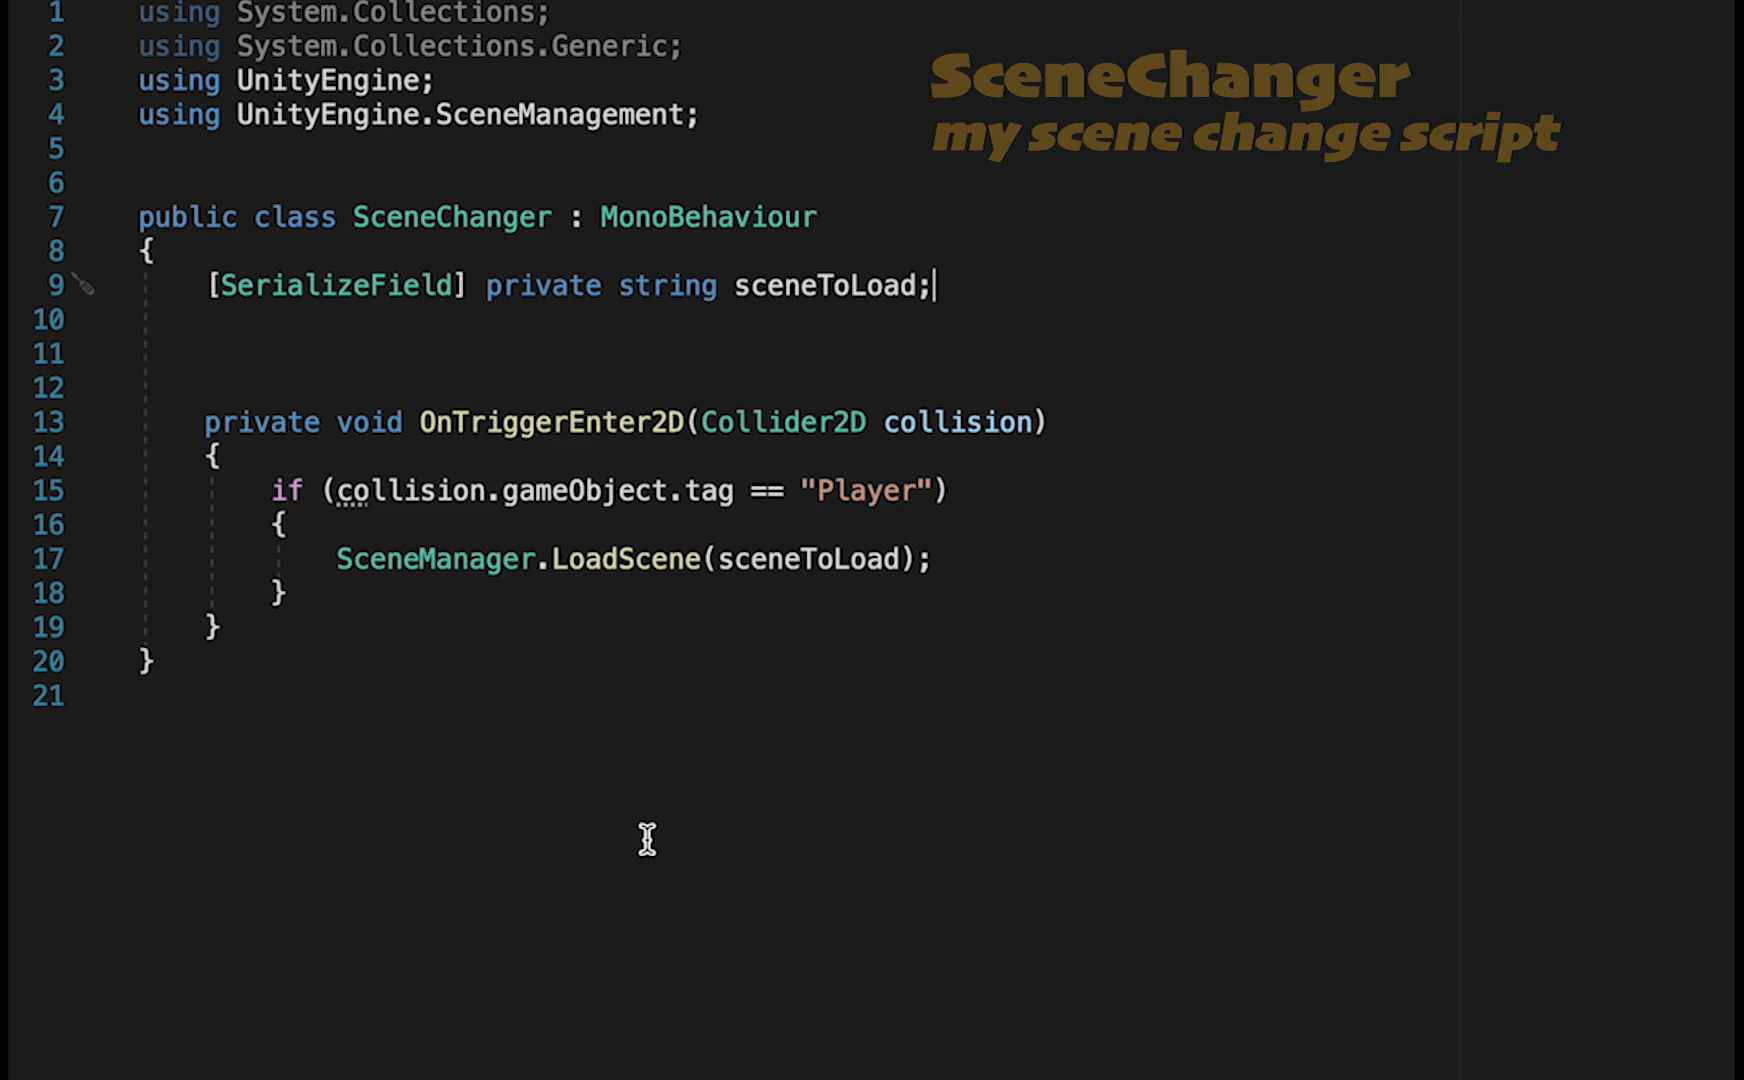 1 using System.Collections;
2 using System.Collections.Generic;
3 using UnityEngine;
4 using UnityEngine.SceneManagement;
SceneChanger
my scene change script
5
6
7 public class SceneChanger : MonoBehaviour
8 {
9 [SerializeField] private string sceneToLoad;
10
11
12
13 private void OnTriggerEnter2D(Collider2D collision)
14 {
15 if (collision.gameObject.tag == "Player")
16 {
17 SceneManager.LoadScene(sceneToLoad);
18 }
19 }
20 }
21